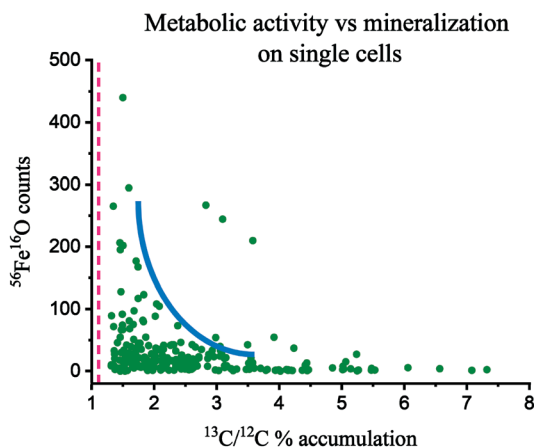 Metabolic activity vs mineralization
on single cells
500
400
300
200
100
0
⁵⁶Fe¹⁶O counts
1 2 3 4 5 6 7 8
¹³C/¹²C % accumulation